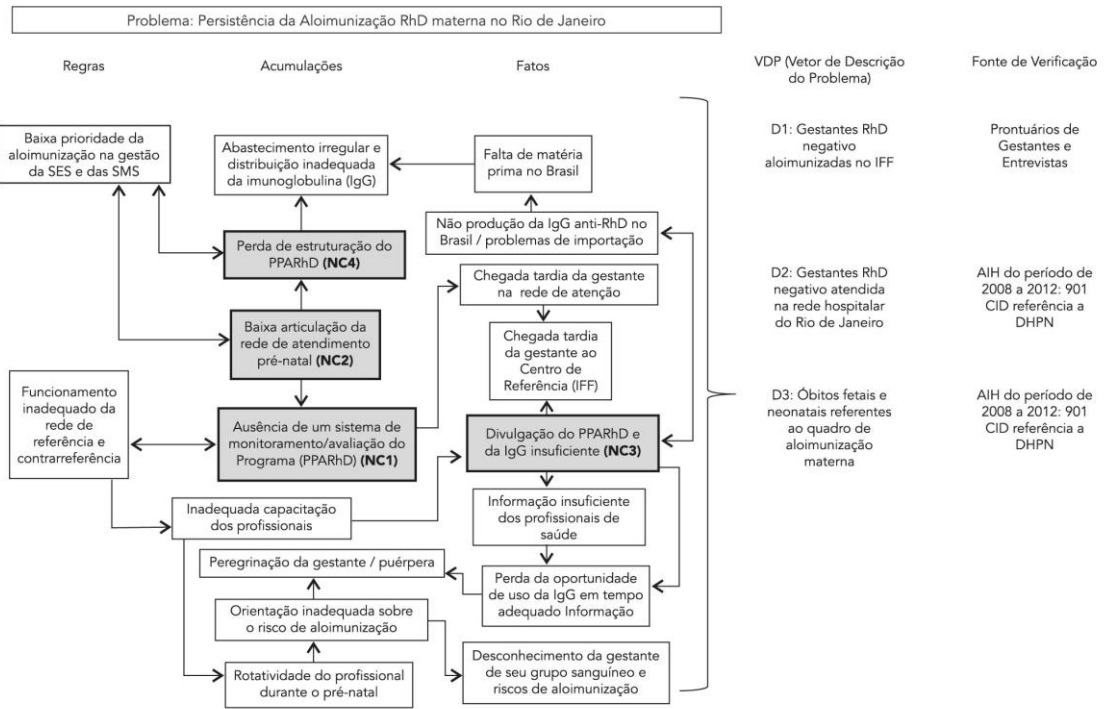 Problema: Persistência da Aloimunização RhD materna no Rio de Janeiro
Regras
Acumulações
Fatos
VDP (Vetor de Descrição
do Problema)
Fonte de Verificação
Baixa prioridade da
aloimunização na gestão
da SES e das SMS
Abastecimento irregular e
distribuição inadequada
da imunoglobulina (IgG)
Falta de matéria
prima no Brasil
D1: Gestantes RhD
negativo
aloimunizadas no IFF
Prontuários de
Gestantes e
Entrevistas
Não produção da IgG anti-RhD no
Brasil / problemas de importação
Perda de estruturação do
PPARhD (NC4)
Chegada tardia da gestante
na rede de atenção
D2: Gestantes RhD
negativo atendida
na rede hospitalar
do Rio de Janeiro
AIH do período de
2008 a 2012: 901
CID referência a
DHPN
Baixa articulação da
rede de atendimento
pré-natal (NC2)
Chegada tardia
da gestante ao
Centro de
Referência (IFF)
Funcionamento
inadequado da
rede de
referência e
contrarreferência
Ausência de um sistema de
monitoramento/avaliação do
Programa (PPARhD) (NC1)
Divulgação do PPARhD e
da IgG insuficiente (NC3)
D3: Óbitos fetais e
neonatais referentes
ao quadro de
aloimunização
materna
AIH do período de
2008 a 2012: 901
CID referência a
DHPN
Inadequada capacitação
dos profissionais
Informação insuficiente
dos profissionais de
saúde
Peregrinação da gestante / puérpera
Perda da oportunidade
de uso da IgG em tempo
adequado Informação
Orientação inadequada sobre
o risco de aloimunização
Rotatividade do profissional
durante o pré-natal
Desconhecimento da gestante
de seu grupo sanguíneo e
riscos de aloimunização